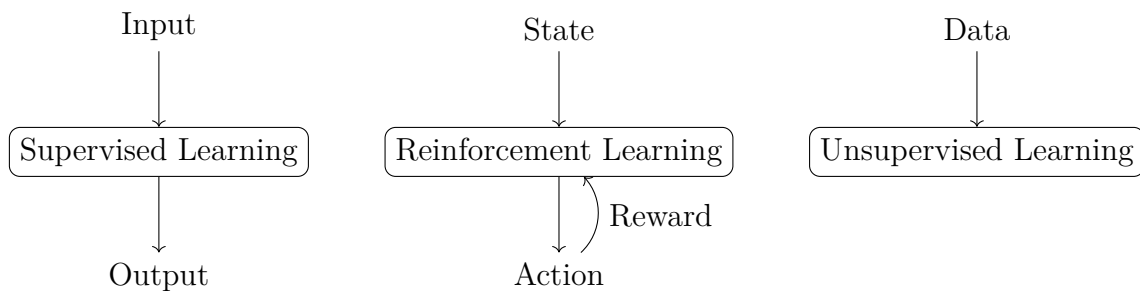 Input
State
Data
Supervised Learning
Reinforcement Learning
Unsupervised Learning
Reward
Output
Action